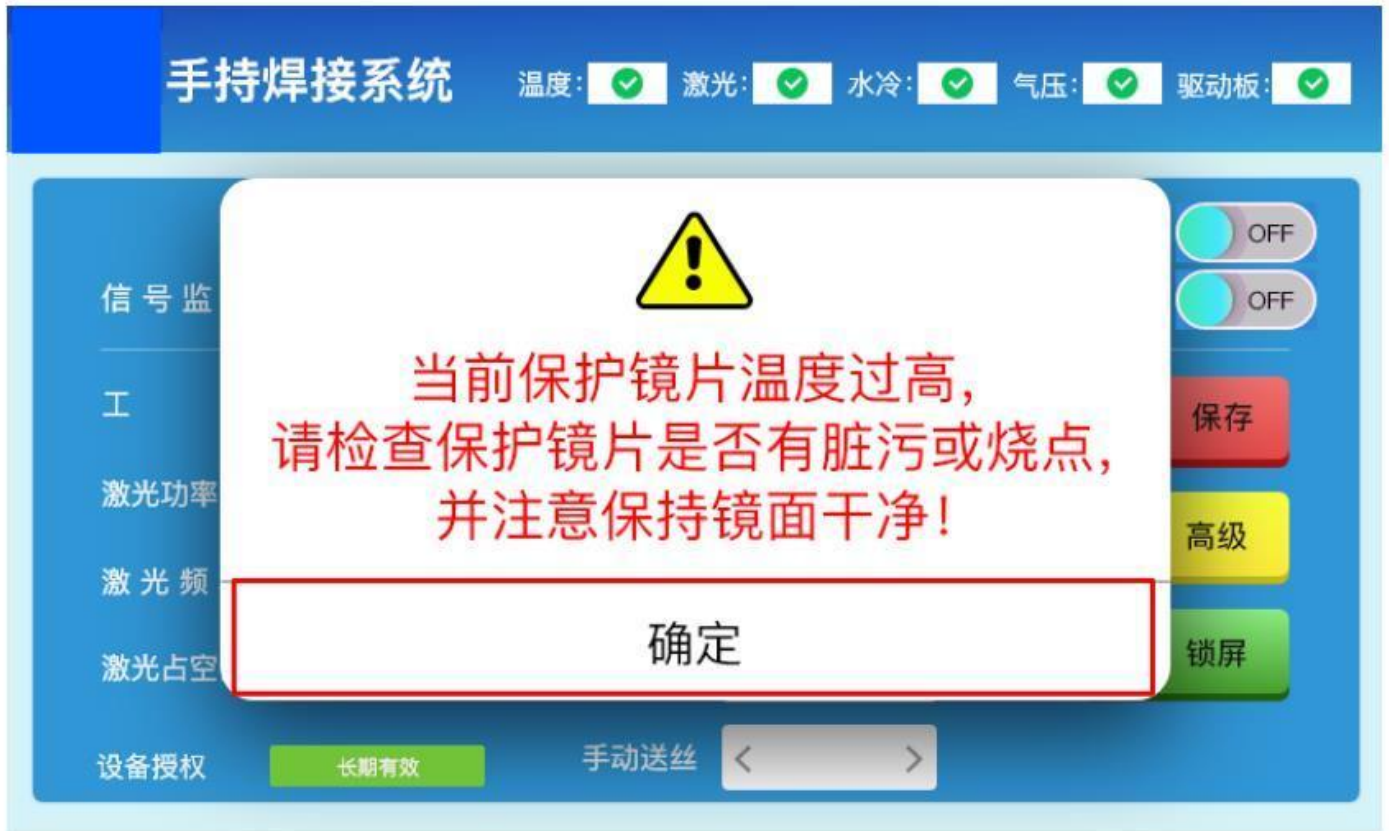 手持焊接系统 温度: 激光: 水冷: 气压: 驱动板:
OFF
信号监
OFF
当前保护镜片温度过高,
工
保存
请检查保护镜片是否有脏污或烧点,
激光功率
并注意保持镜面干净!
高级
激光频
确定
激光占空
锁屏
设备授权 长期有效 手动送丝 < >